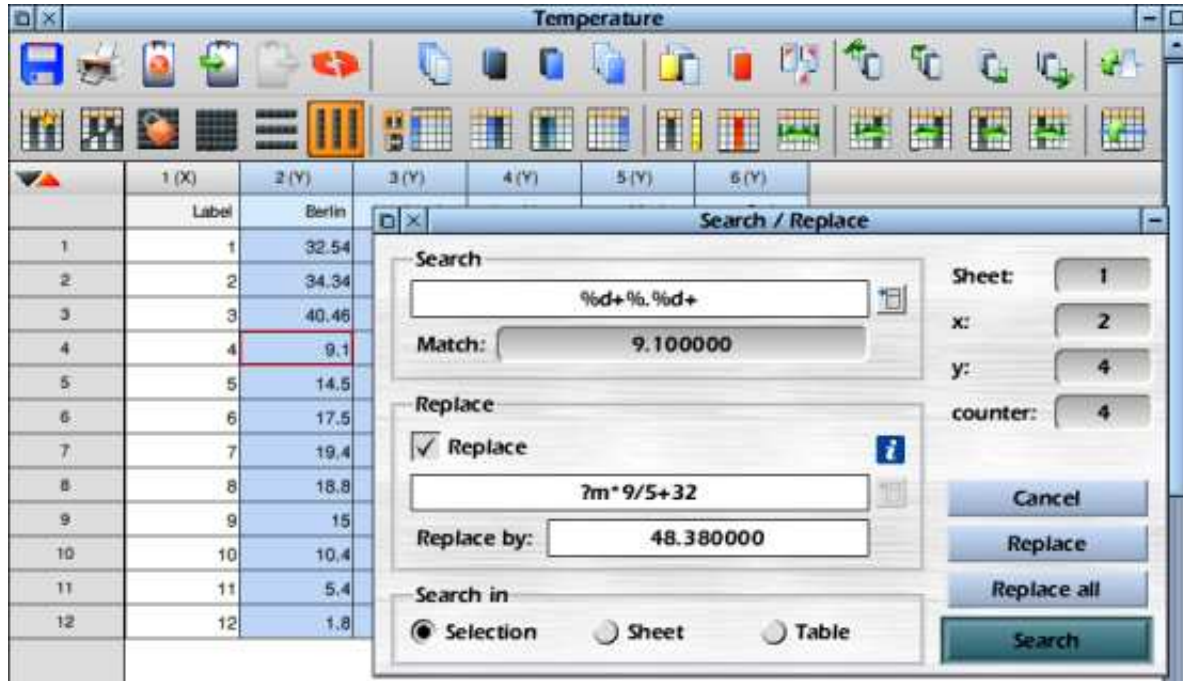 Temperature
1 (X) 2 (Y) 3 (Y) 4 (Y) 5 (Y) 6 (Y)
Label Berlin
1 1 32.54
2 2 34.34
3 3 40.46
4 4 9.1
5 5 14.5
6 6 17.5
7 7 19.4
8 8 18.8
9 9 15
10 10 10.4
11 11 5.4
12 12 1.8
Search / Replace
Search
%d+%.%d+
Match: 9.100000
Replace
Replace
?m*9/5+32
Replace by: 48.380000
Search in
Selection Sheet Table
Sheet: 1
x: 2
y: 4
counter: 4
Cancel
Replace
Replace all
Search